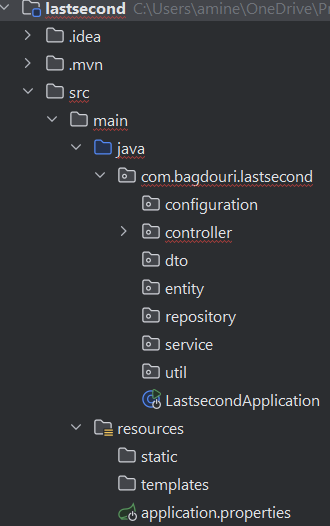 lastsecond C:\Users\amine\OneDrive\Pr
.idea
.mvn
src
main
java
com.bagdouri.lastsecond
configuration
controller
dto
entity
repository
service
util
LastsecondApplication
resources
static
templates
application.properties